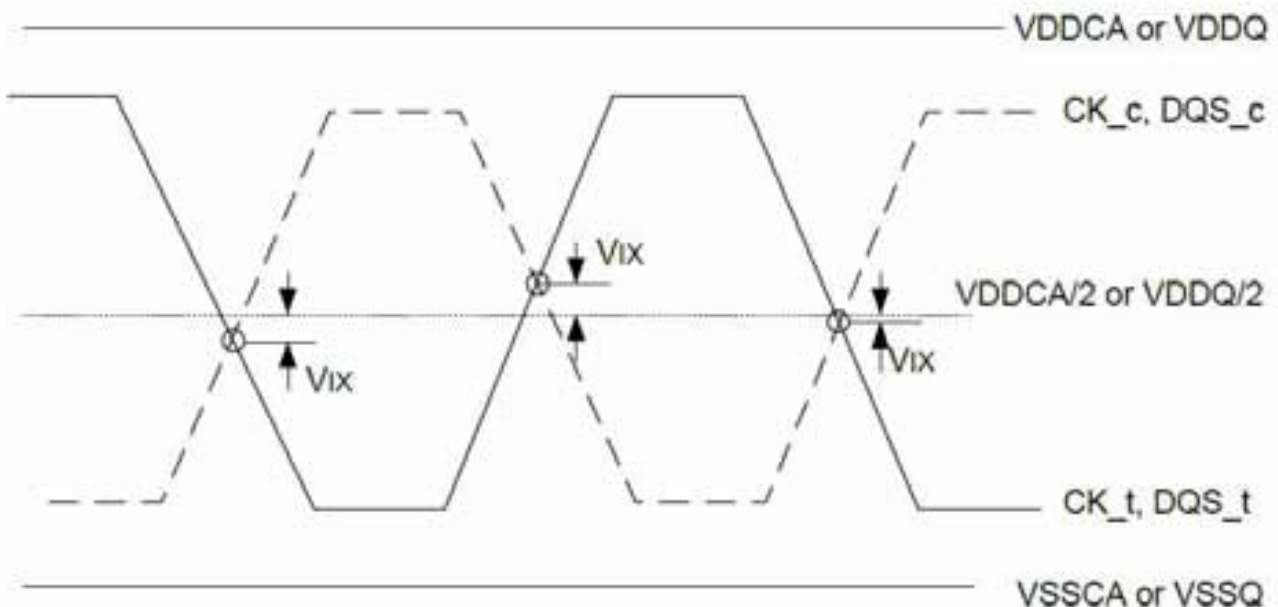 VDDCA or VDDQ
CK_c, DQS_c
VIX
VDDCA/2 or VDDQ/2
VIX
VIX
CK_t, DQS_t
VSSCA or VSSQ